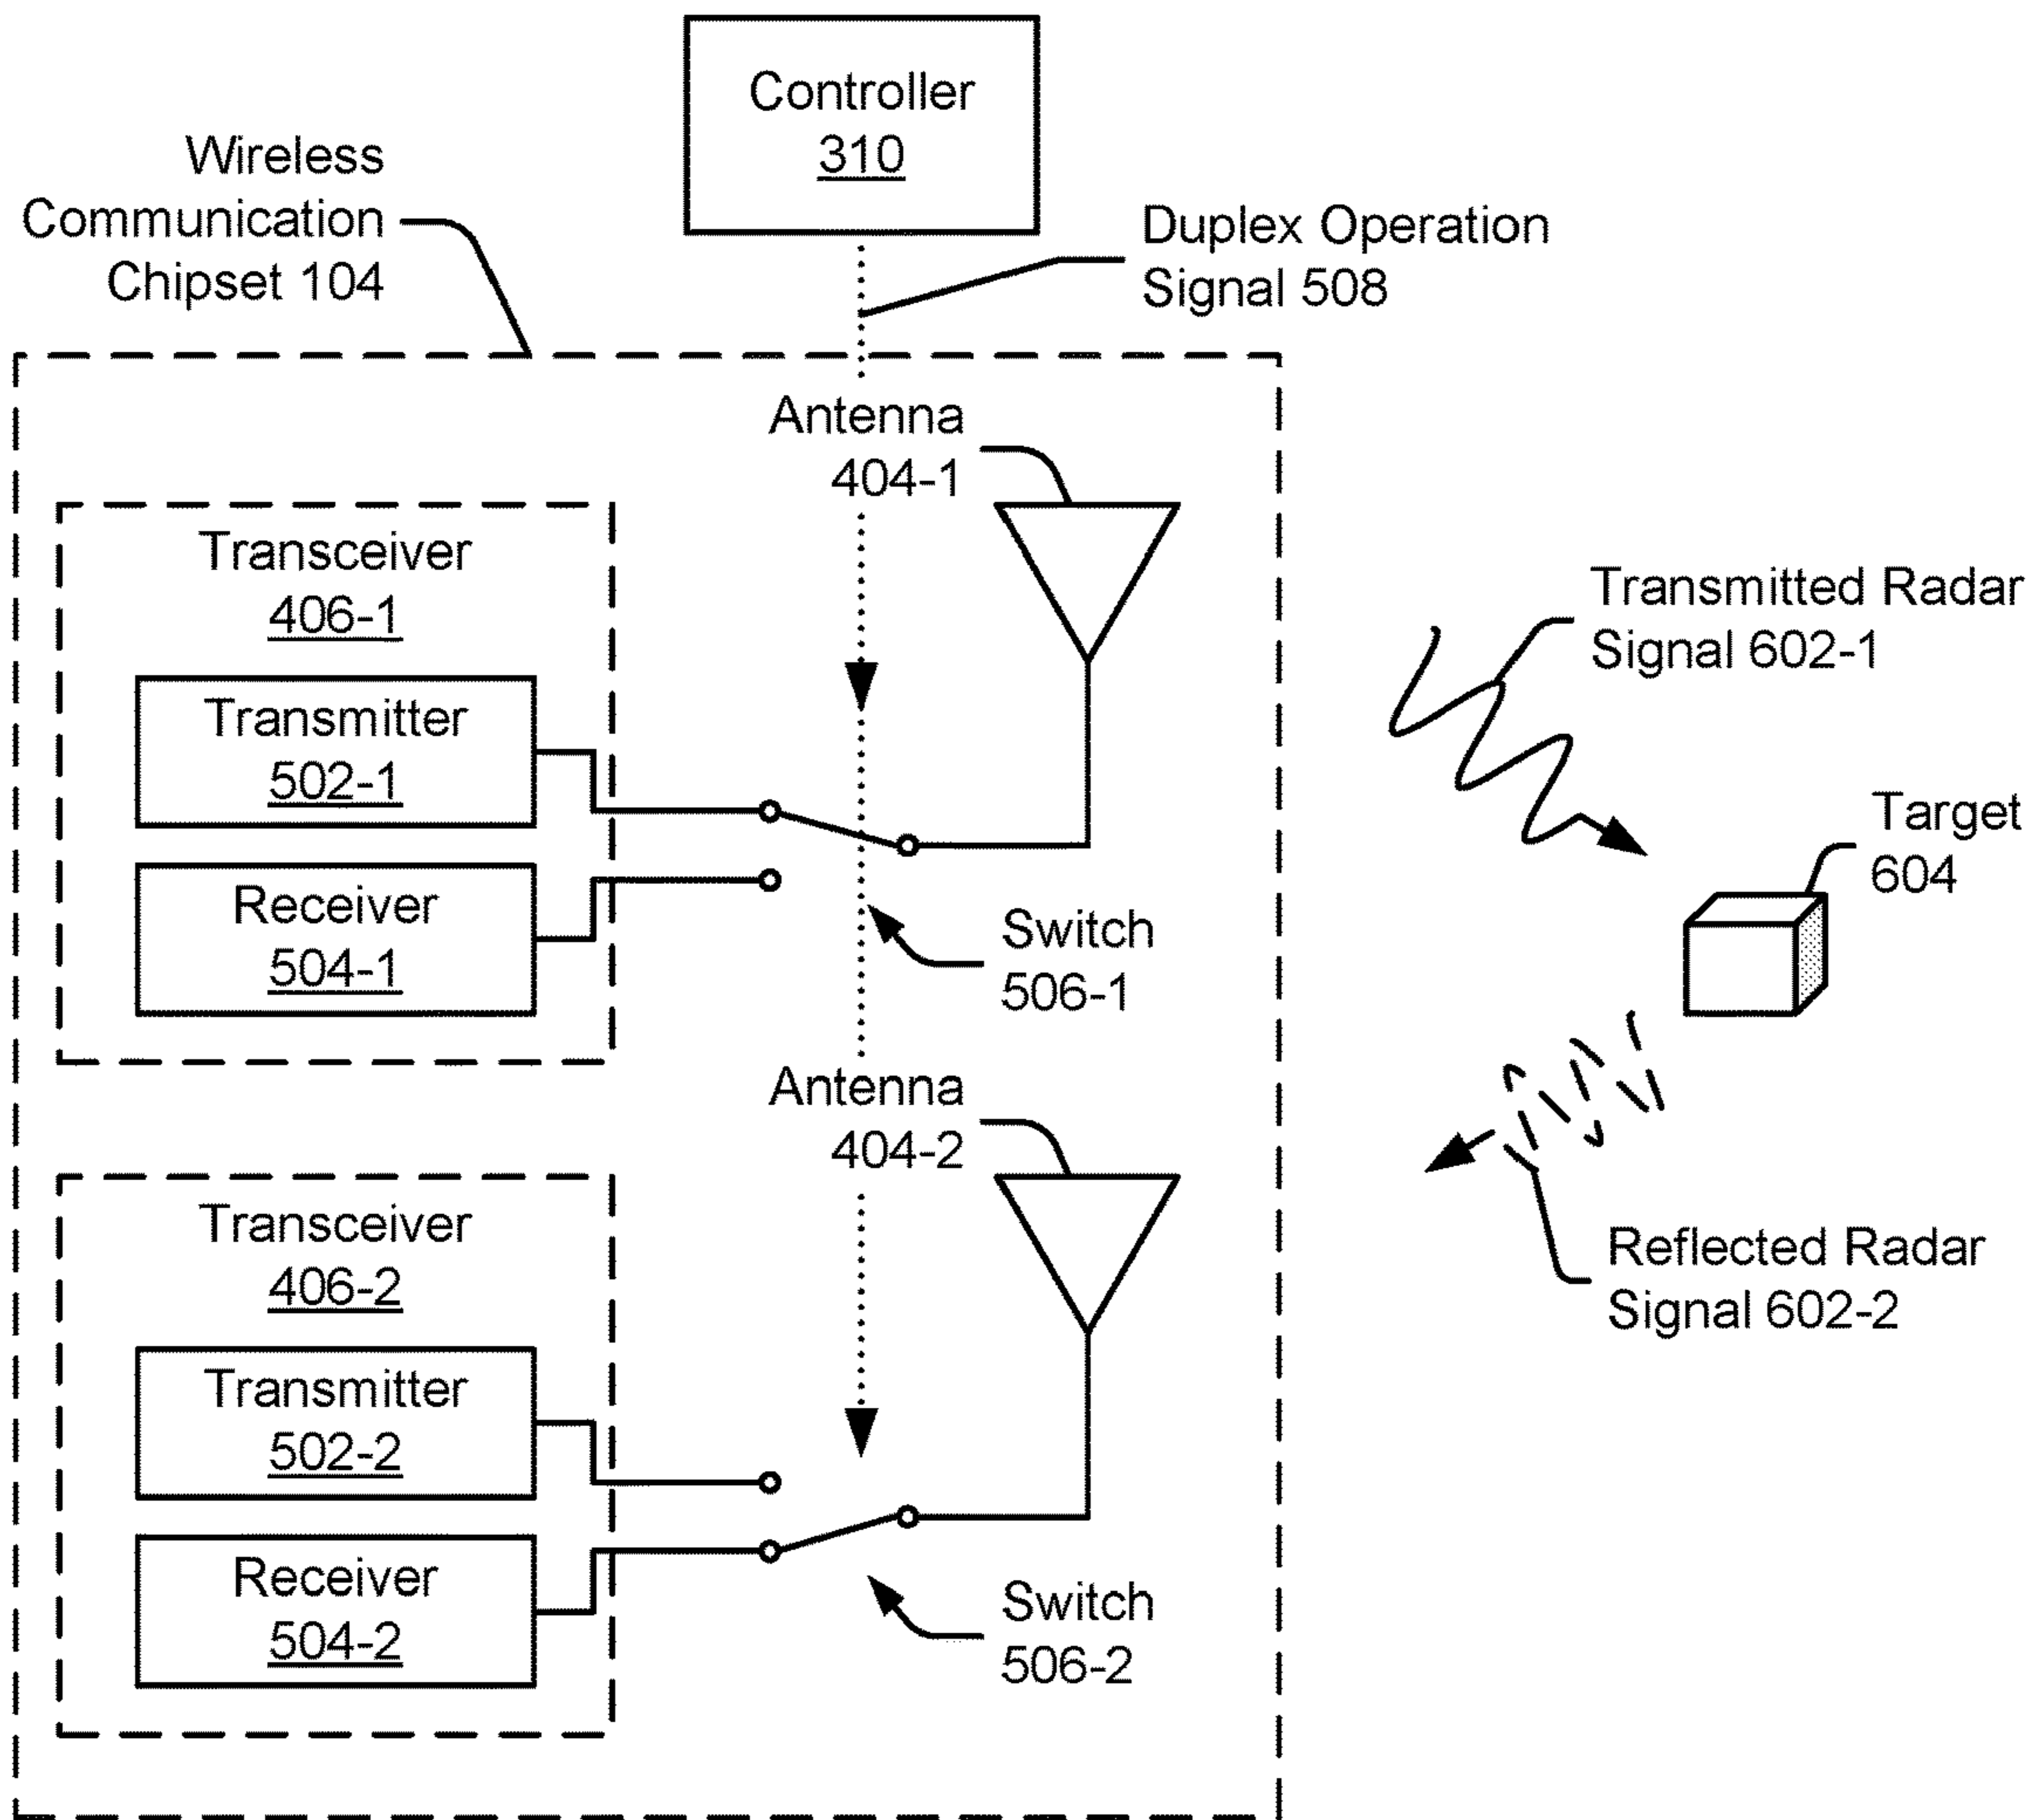 Controller
310
Wireless
Communication
Chipset 104
Duplex Operation
Signal 508
Antenna
404-1
Transceiver
406-1
Transmitter
502-1
Receiver
504-1
Switch
506-1
Transmitted Radar
Signal 602-1
Target
604
Antenna
404-2
Transceiver
406-2
Transmitter
502-2
Receiver
504-2
Switch
506-2
Reflected Radar
Signal 602-2